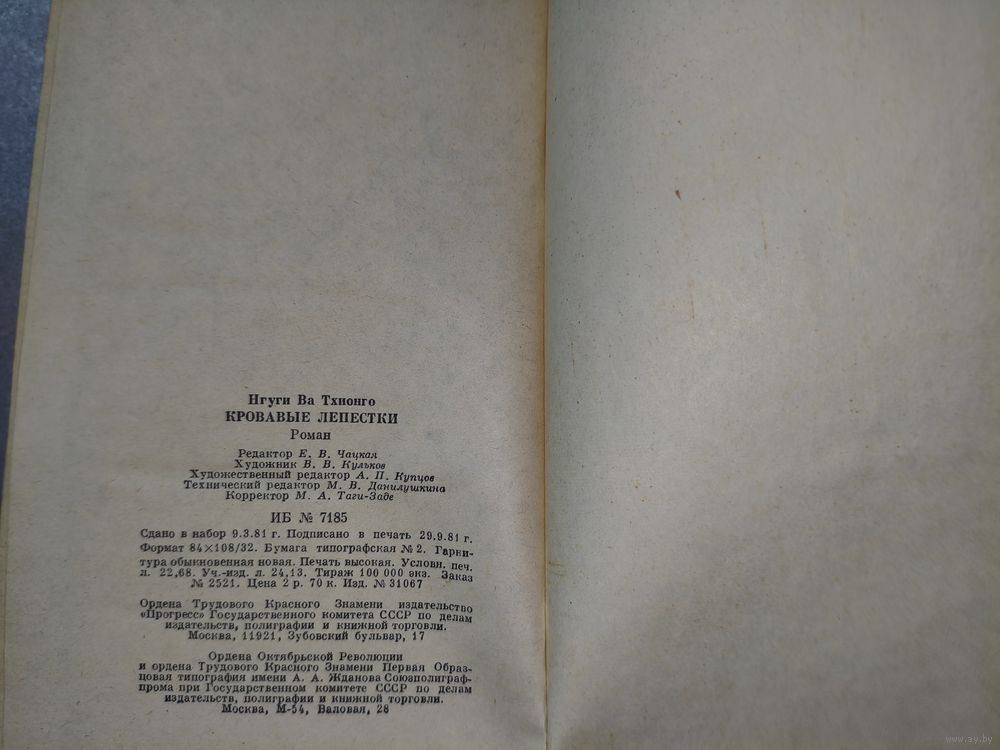 Нгуги Ва Тхионго
КРОВАВЫЕ ЛЕПЕСТКИ
Роман
Редактор Е. В. Чацкая
Художник В. В. Кульков
Художественный редактор А. П. Купцов
Технический редактор М. В. Данилушкина
Корректор М. А. Таги-Заде
ИБ № 7185
Сдано в набор 9.3.81 г. Подписано в печать 29.9.81 г.
Формат 84×108/32. Бумага типографская №2. Гарни-
тура обыкновенная новая. Печать высокая. Условн. печ.
л. 22,68. Уч.-изд. л. 24,13. Тираж 100 000 экз. Заказ
№ 2521. Цена 2 р. 70 к. Изд. № 31067
Ордена Трудового Красного Знамени издательство
«Прогресс» Государственного комитета СССР по делам
издательств, полиграфии и книжной торговли.
Москва, 11921, Зубовский бульвар, 17
Ордена Октябрьской Революции
и ордена Трудового Красного Знамени Первая Образ-
цовая типография имени А. А. Жданова Союзполиграф-
прома при Государственном комитете СССР по делам
издательств, полиграфии и книжной торговли.
Москва, М-54, Валовая, 28
www.ay.by